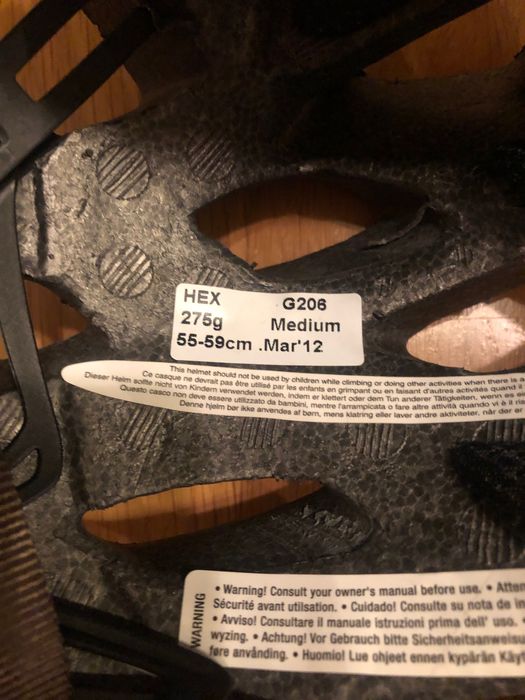 HEX G206
275g Medium
55-59cm .Mar'12
This helmet should not be used by children while climbing or doing other activities when there is a
Ce casque ne devrait pas être utilisé par les enfants en grimpant ou en faisant d'autres activités quand
Dieser Helm sollte nicht von Kindern verwendet werden, indem er klettert oder dem Tun anderer Tätigkeiten, wenn es ei
Questo casco non deve essere utilizzato da bambini, mentre l'arrampicata o fare altre attività quando vi è il
Denne hjelm bør ikke anvendes af børn, mens klatring eller laver andre aktiviteter, når der er
WARNING
• Warning! Consult your owner's manual before use. • Atten
Sécurité avant utilsation. • Cuidado! Consulte su nota de in
• Avviso! Consultare il manuale istruzioni prima dell' uso. •
wyzing. • Achtung! Vor Gebrauch bitte Sicherheitsanweisu
føre använding. • Huomio! Lue ohjeet ennen kypärän Käyt